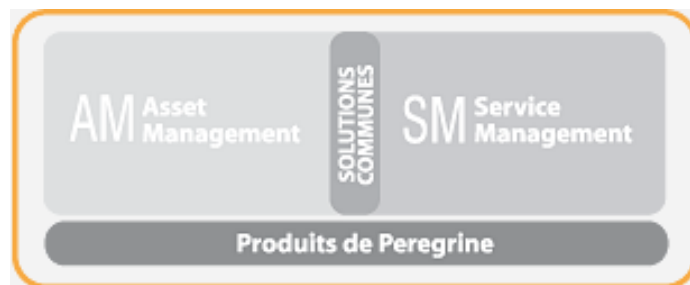 AM Asset
Management
SOLUTIONS
COMMUNES
SM Service
Management
Produits de Peregrine